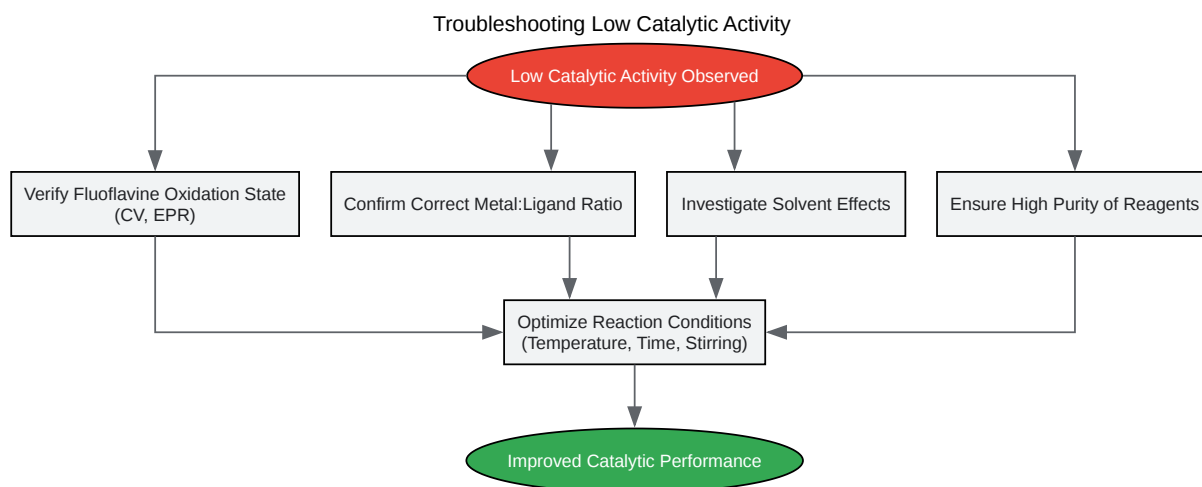 Troubleshooting Low Catalytic Activity
Low Catalytic Activity Observed
Verify Fluoflavine Oxidation State
(CV, EPR)
Confirm Correct Metal:Ligand Ratio
Investigate Solvent Effects
Ensure High Purity of Reagents
Optimize Reaction Conditions
(Temperature, Time, Stirring)
Improved Catalytic Performance